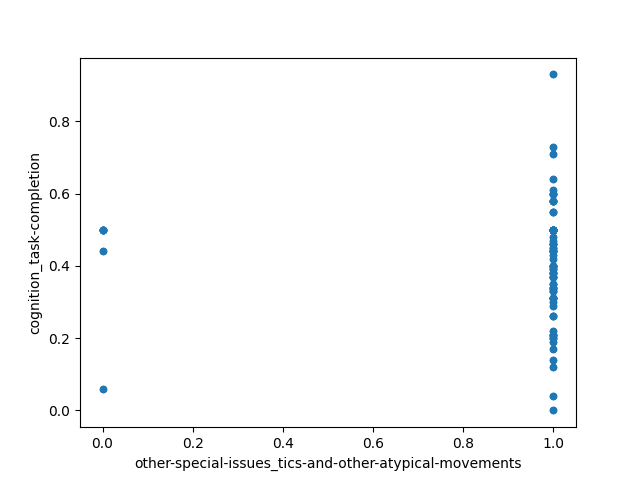 cognition_task-completion
0.8
0.6
0.4
0.2
0.0
0.0 0.2 0.4 0.6 0.8 1.0
other-special-issues_tics-and-other-atypical-movements